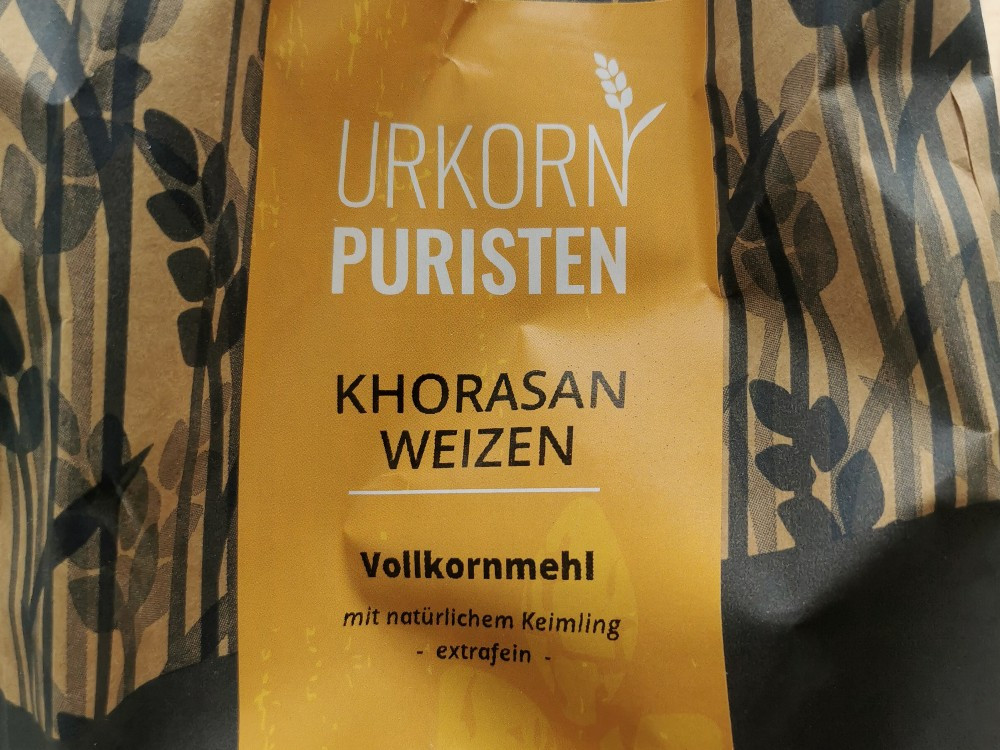 URKORN
PURISTEN
KHORASAN
WEIZEN
Vollkornmehl
mit natürlichem Keimling
- extrafein -